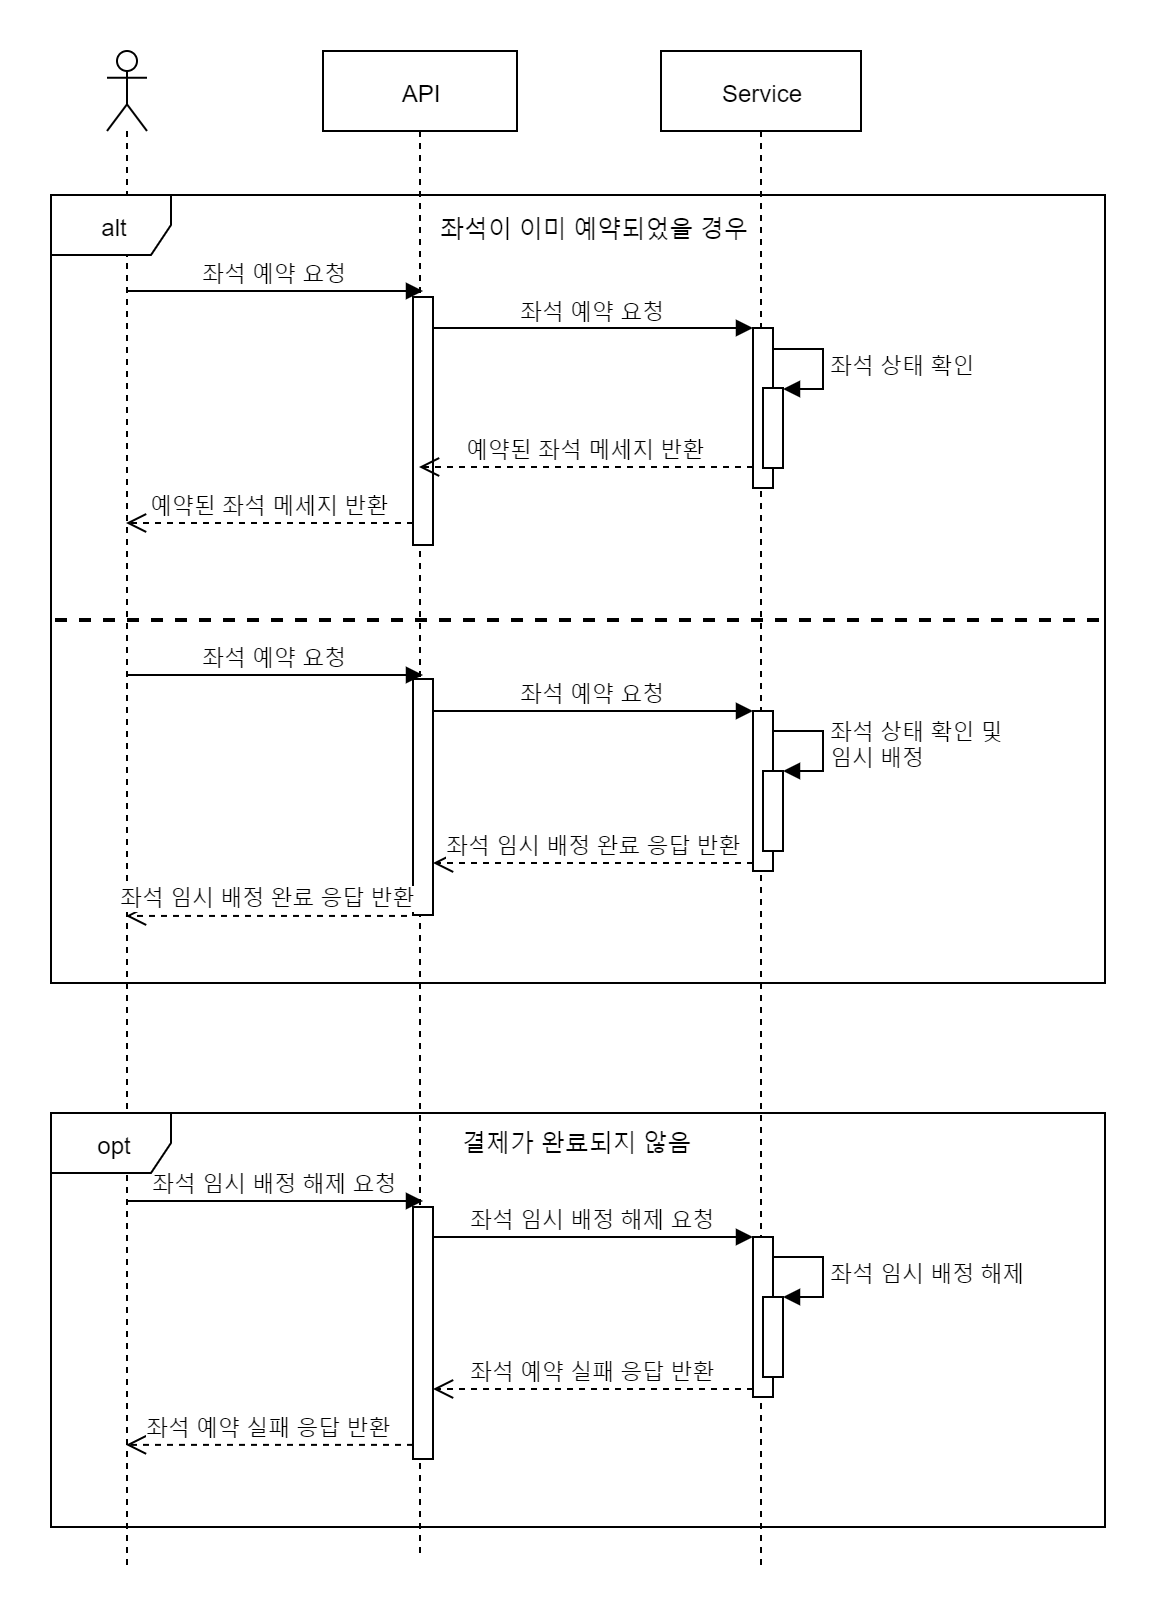 API
Service
alt
좌석이 이미 예약되었을 경우
좌석 예약 요청
좌석 예약 요청
좌석 상태 확인
예약된 좌석 메세지 반환
예약된 좌석 메세지 반환
좌석 예약 요청
좌석 예약 요청
좌석 상태 확인 및
임시 배정
좌석 임시 배정 완료 응답 반환
좌석 임시 배정 완료 응답 반환
opt
결제가 완료되지 않음
좌석 임시 배정 해제 요청
좌석 임시 배정 해제 요청
좌석 임시 배정 해제
좌석 예약 실패 응답 반환
좌석 예약 실패 응답 반환